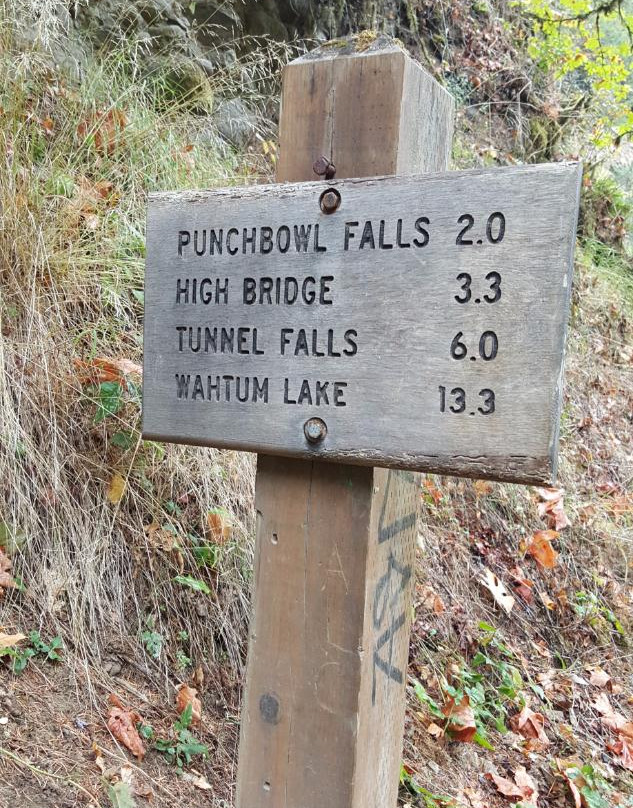 PUNCHBOWL FALLS 2.0
HIGH BRIDGE 3.3
TUNNEL FALLS 6.0
WAHTUM LAKE 13.3